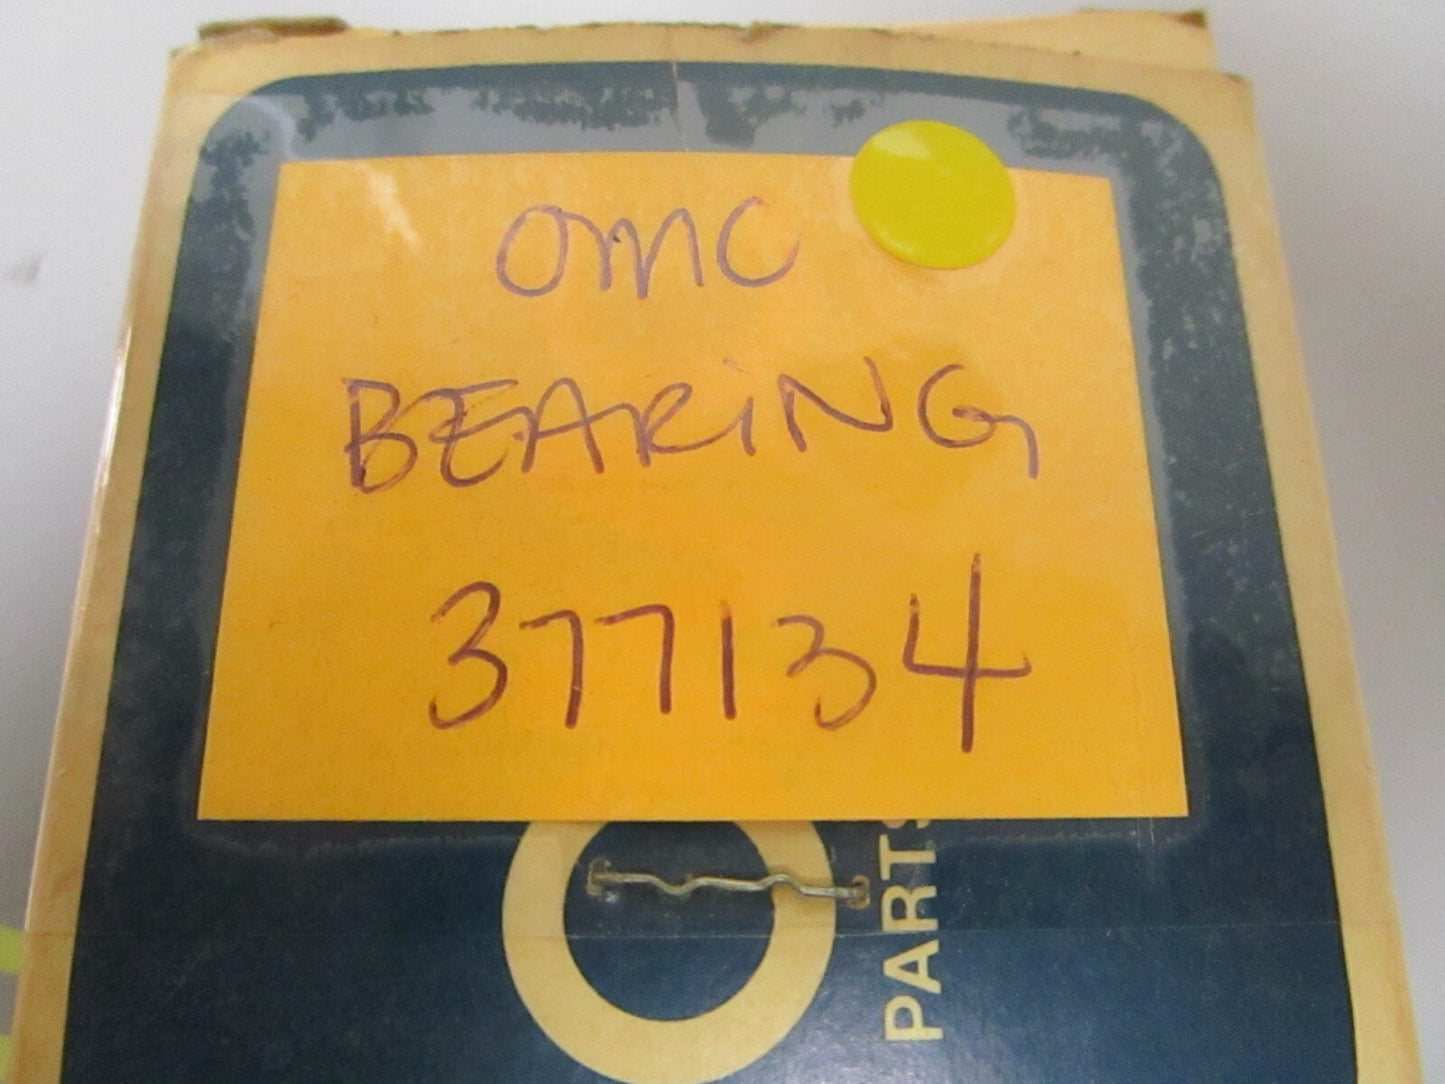 OMC
BEARiNG
377134
O
PARTS